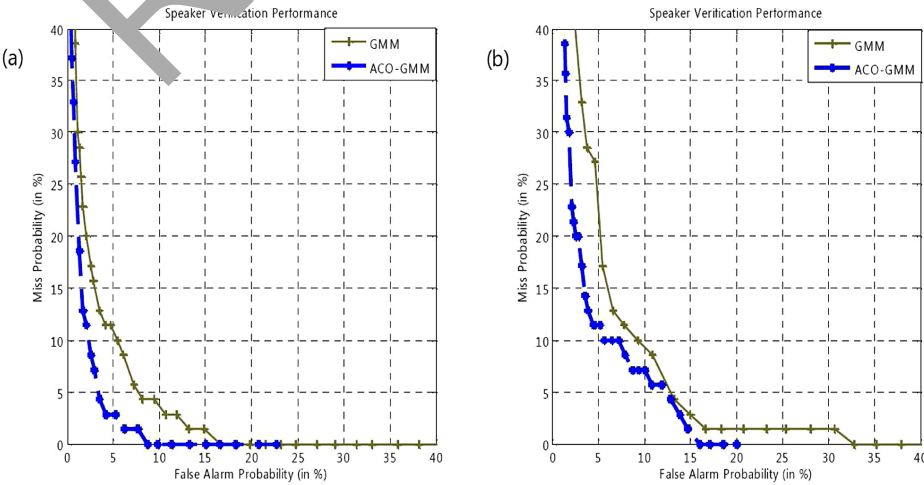 Speaker Verification Performance
(a)
GMM
ACO-GMM
Miss Probability (in %)
40
35
30
25
20
15
10
5
0
0 5 10 15 20 25 30 35 40
False Alarm Probability (in %)
Speaker Verification Performance
(b)
GMM
ACO-GMM
Miss Probability (in %)
40
35
30
25
20
15
10
5
0
0 5 10 15 20 25 30 35 40
False Alarm Probability (in %)